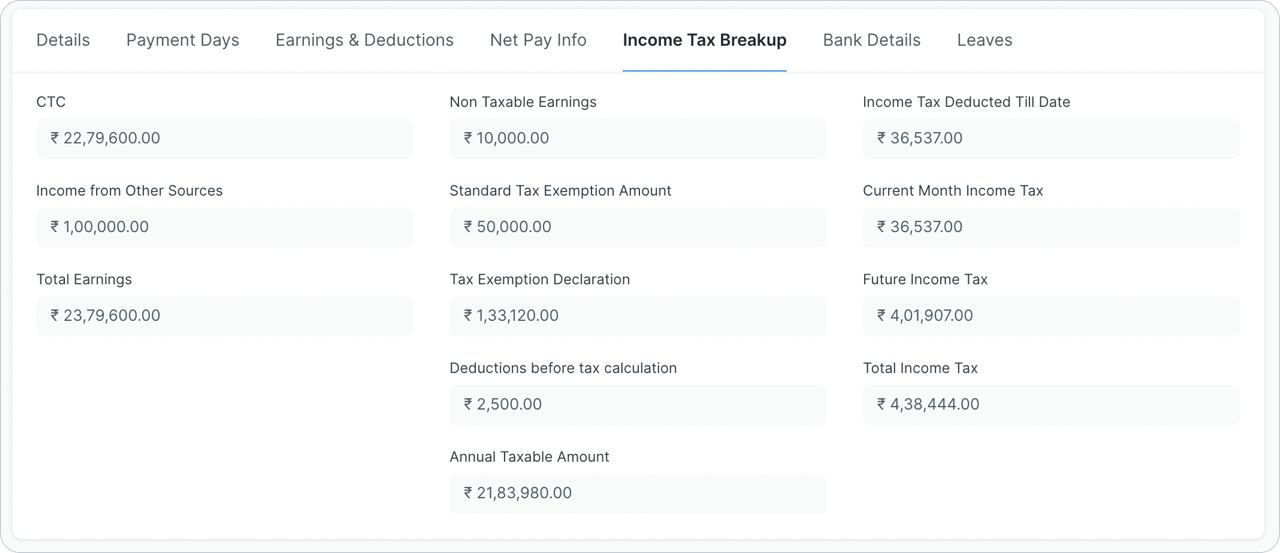 Details Payment Days Earnings & Deductions Net Pay Info Income Tax Breakup Bank Details Leaves
CTC
₹ 22,79,600.00
Income from Other Sources
₹ 1,00,000.00
Total Earnings
₹ 23,79,600.00
Non Taxable Earnings
₹ 10,000.00
Standard Tax Exemption Amount
₹ 50,000.00
Tax Exemption Declaration
₹ 1,33,120.00
Deductions before tax calculation
₹ 2,500.00
Annual Taxable Amount
₹ 21,83,980.00
Income Tax Deducted Till Date
₹ 36,537.00
Current Month Income Tax
₹ 36,537.00
Future Income Tax
₹ 4,01,907.00
Total Income Tax
₹ 4,38,444.00